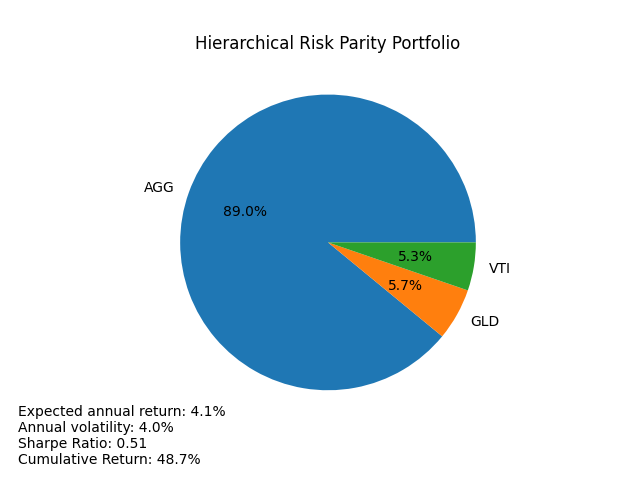 Hierarchical Risk Parity Portfolio
AGG
89.0%
5.3%
VTI
5.7%
GLD
Expected annual return: 4.1%
Annual volatility: 4.0%
Sharpe Ratio: 0.51
Cumulative Return: 48.7%